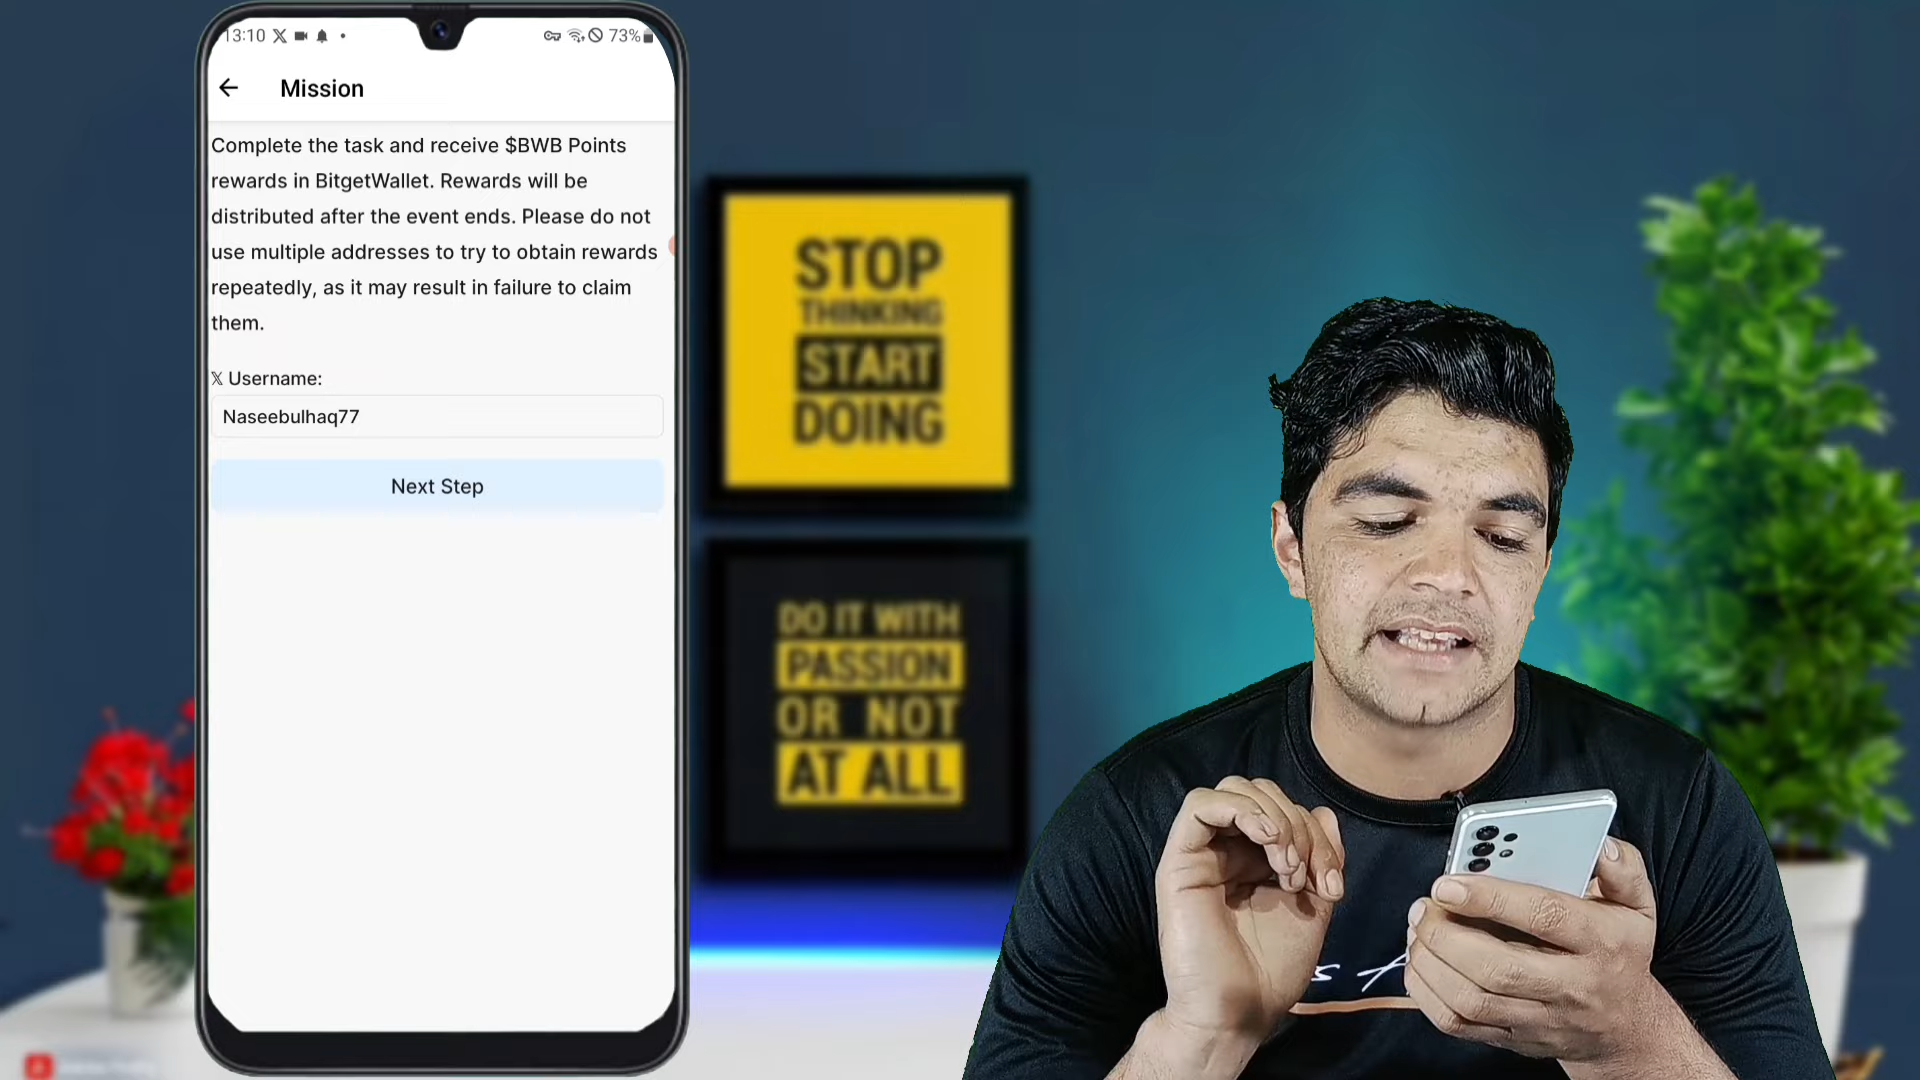 13:10
73%
Mission
Complete the task and receive $BWB Points
rewards in BitgetWallet. Rewards will be
distributed after the event ends. Please do not
use multiple addresses to try to obtain rewards
repeatedly, as it may result in failure to claim
them.
𝕏 Username:
Naseebulhaq77
Next Step
STOP
THINKING
START
DOING
DO IT WITH
PASSION
OR NOT
AT ALL